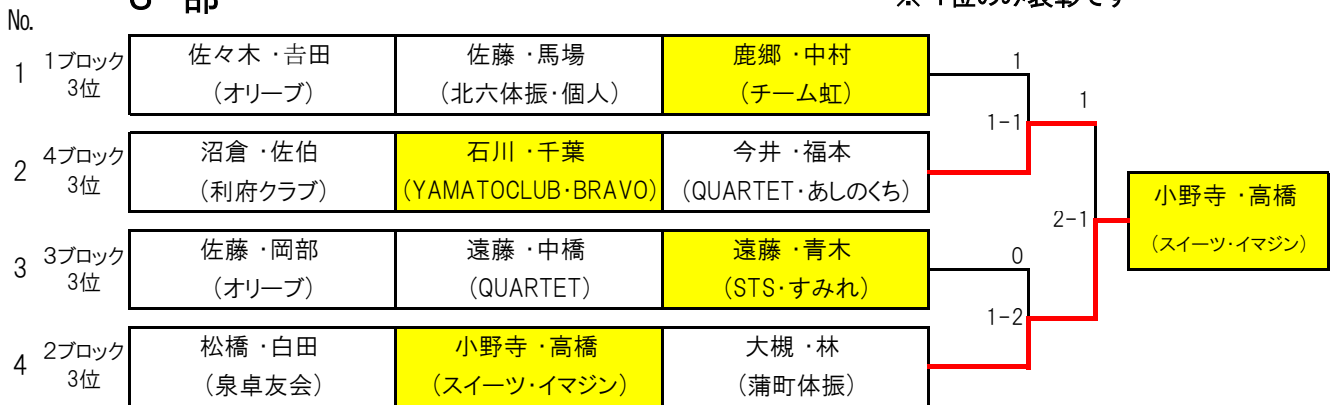 部
No.
1 1ブロック 3位 佐々木・吉田 (オリーブ) 佐藤・馬場 (北六体振・個人) 鹿郷・中村 (チーム虹) 1
1-1 1
2 4ブロック 3位 沼倉・佐伯 (利府クラブ) 石川・千葉 (YAMATOCLUB・BRAVO) 今井・福本 (QUARTET・あしのくち)
2-1 小野寺・高橋 (スイーツ・イマジン)
3 3ブロック 3位 佐藤・岡部 (オリーブ) 遠藤・中橋 (QUARTET) 遠藤・青木 (STS・すみれ) 0
1-2
4 2ブロック 3位 松橋・白田 (泉卓友会) 小野寺・高橋 (スイーツ・イマジン) 大槻・林 (蒲町体振)